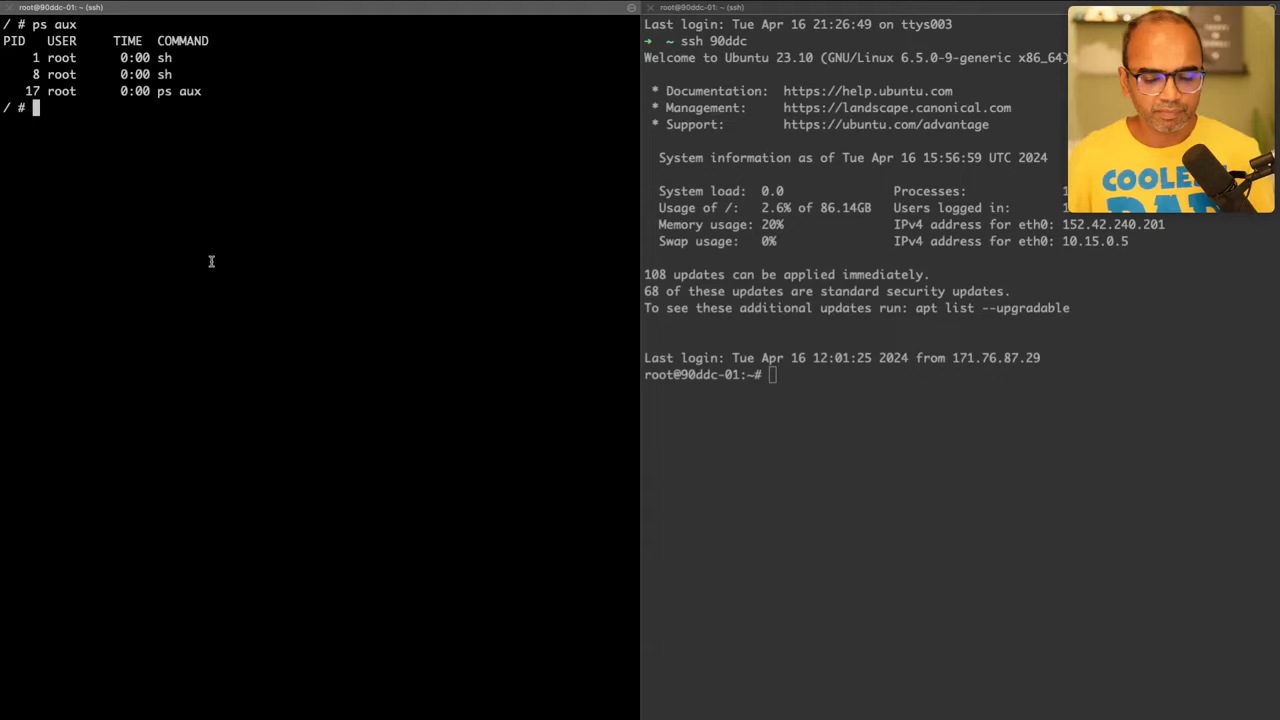 root@90ddc-01: ~ (ssh)
/ # ps aux
PID USER TIME COMMAND
1 root 0:00 sh
8 root 0:00 sh
17 root 0:00 ps aux
/ #
root@90ddc-01: ~ (ssh)
Last login: Tue Apr 16 21:26:49 on ttys003
→ ~ ssh 90ddc
Welcome to Ubuntu 23.10 (GNU/Linux 6.5.0-9-generic x86_64)
* Documentation: https://help.ubuntu.com
* Management: https://landscape.canonical.com
* Support: https://ubuntu.com/advantage
System information as of Tue Apr 16 15:56:59 UTC 2024
System load: 0.0 Processes:
Usage of /: 2.6% of 86.14GB Users logged in:
Memory usage: 20% IPv4 address for eth0: 152.42.240.201
Swap usage: 0% IPv4 address for eth0: 10.15.0.5
108 updates can be applied immediately.
68 of these updates are standard security updates.
To see these additional updates run: apt list --upgradable
Last login: Tue Apr 16 12:01:25 2024 from 171.76.87.29
root@90ddc-01:~#